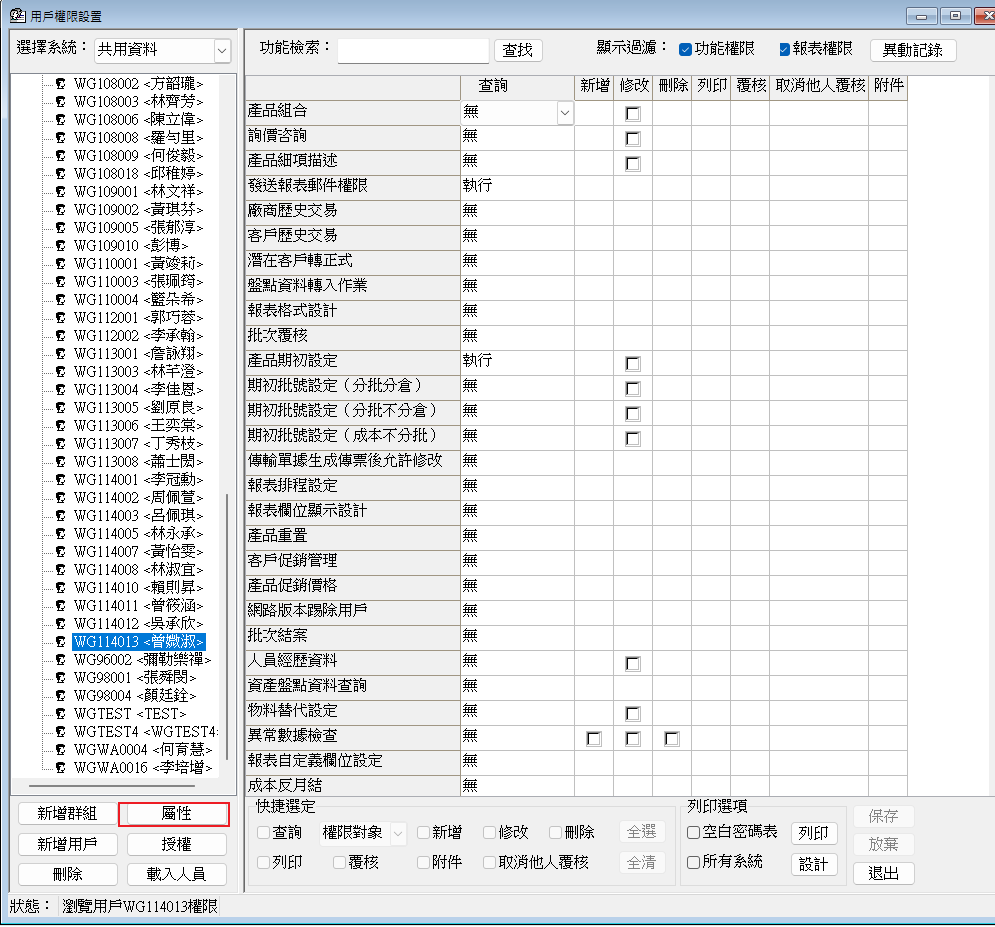 用戶權限設置
選擇系統： 共用資料
功能檢索： 查找 顯示過濾： 功能權限 報表權限 異動記錄
WG108002 <方韶瓏>
WG108003 <林齊芳>
WG108006 <陳立偉>
WG108008 <羅勻里>
WG108009 <何俊毅>
WG108018 <邱稚婷>
WG109001 <林文祥>
WG109002 <黃琪芬>
WG109005 <張郁淳>
WG109010 <彭博>
WG110001 <黃竣莉>
WG110003 <張珮筠>
WG110004 <籃朵希>
WG112001 <郭巧蓉>
WG112002 <李承翰>
WG113001 <詹詠翔>
WG113003 <林芊澄>
WG113004 <李佳恩>
WG113005 <劉原良>
WG113006 <王奕棠>
WG113007 <丁秀枝>
WG113008 <蕭士閎>
WG114001 <李冠勳>
WG114002 <周佩萱>
WG114003 <呂佩琪>
WG114005 <林永承>
WG114007 <黃怡雯>
WG114008 <林淑宜>
WG114010 <賴則昇>
WG114011 <曾筱涵>
WG114012 <吳承欣>
WG114013 <曾媺淑>
WG96002 <彌勒樂禪>
WG98001 <張舜閔>
WG98004 <顏廷銓>
WGTEST <TEST>
WGTEST4 <WGTEST4
WGWA0004 <何育慧>
WGWA0016 <李培增>
查詢 新增 修改 刪除 列印 覆核 取消他人覆核 附件
產品組合 無
詢價咨詢 無
產品細項描述 無
發送報表郵件權限 執行
廠商歷史交易 無
客戶歷史交易 無
潛在客戶轉正式 無
盤點資料轉入作業 無
報表格式設計 無
批次覆核 無
產品期初設定 執行
期初批號設定（分批分倉） 無
期初批號設定（分批不分倉） 無
期初批號設定（成本不分批） 無
傳輸單據生成傳票後允許修改 無
報表排程設定 無
報表欄位顯示設計 無
產品重置 無
客戶促銷管理 無
產品促銷價格 無
網路版本踢除用戶 無
批次結案 無
人員經歷資料 無
資產盤點資料查詢 無
物料替代設定 無
異常數據檢查 無
報表自定義欄位設定 無
成本反月結 無
新增群組 屬性
新增用戶 授權
刪除 載入人員
快捷選定
查詢 權限對象 新增 修改 刪除 全選
列印 覆核 附件 取消他人覆核 全清
列印選項
空白密碼表 列印
所有系統 設計
保存
放棄
退出
狀態： 瀏覽用戶WG114013權限